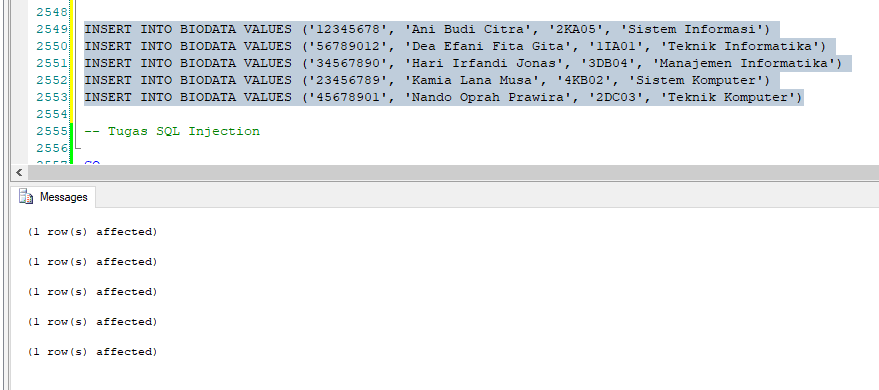 2548
2549 INSERT INTO BIODATA VALUES ('12345678', 'Ani Budi Citra', '2KA05', 'Sistem Informasi')
2550 INSERT INTO BIODATA VALUES ('56789012', 'Dea Efani Fita Gita', '1IA01', 'Teknik Informatika')
2551 INSERT INTO BIODATA VALUES ('34567890', 'Hari Irfandi Jonas', '3DB04', 'Manajemen Informatika')
2552 INSERT INTO BIODATA VALUES ('23456789', 'Kamia Lana Musa', '4KB02', 'Sistem Komputer')
2553 INSERT INTO BIODATA VALUES ('45678901', 'Nando Oprah Prawira', '2DC03', 'Teknik Komputer')
2554
2555 -- Tugas SQL Injection
2556
2557 GO
Messages
(1 row(s) affected)
(1 row(s) affected)
(1 row(s) affected)
(1 row(s) affected)
(1 row(s) affected)